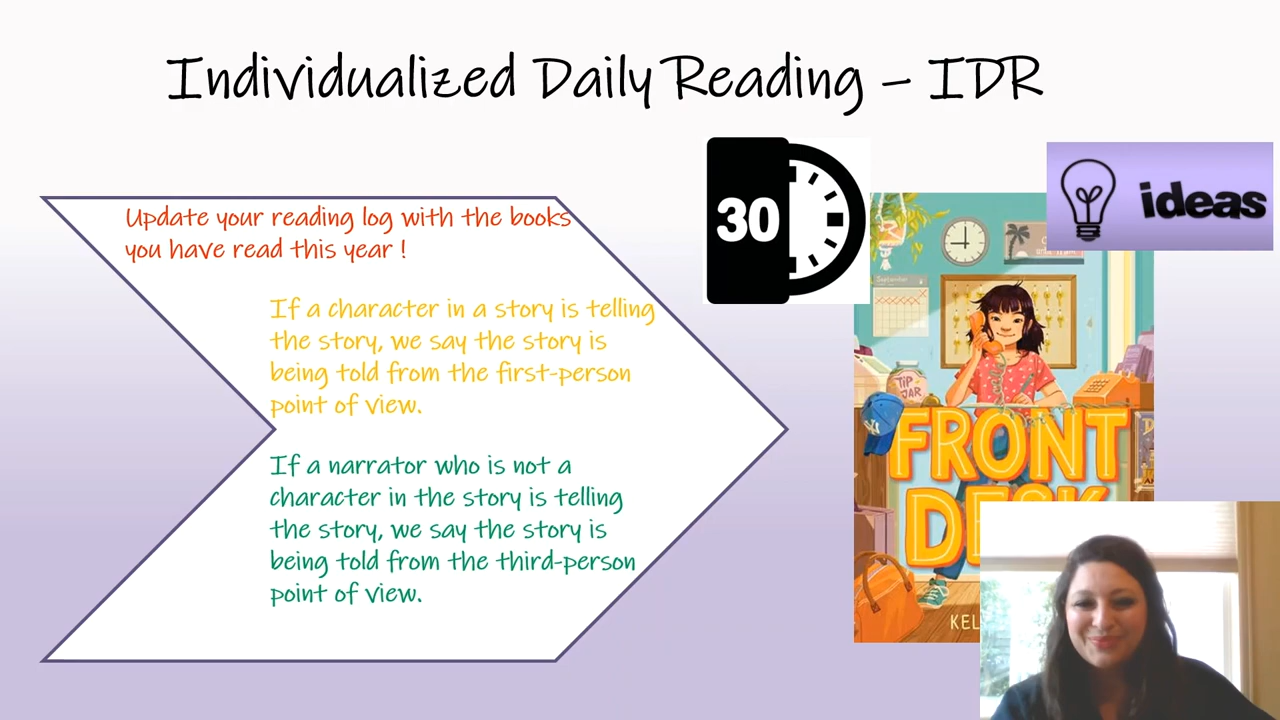 Individualized Daily Reading – IDR
Update your reading log with the books
you have read this year !
If a character in a story is telling
the story, we say the story is
being told from the first-person
point of view.
If a narrator who is not a
character in the story is telling
the story, we say the story is
being told from the third-person
point of view.
30
ideas
September
TIP
JAR
FRONT
KEL